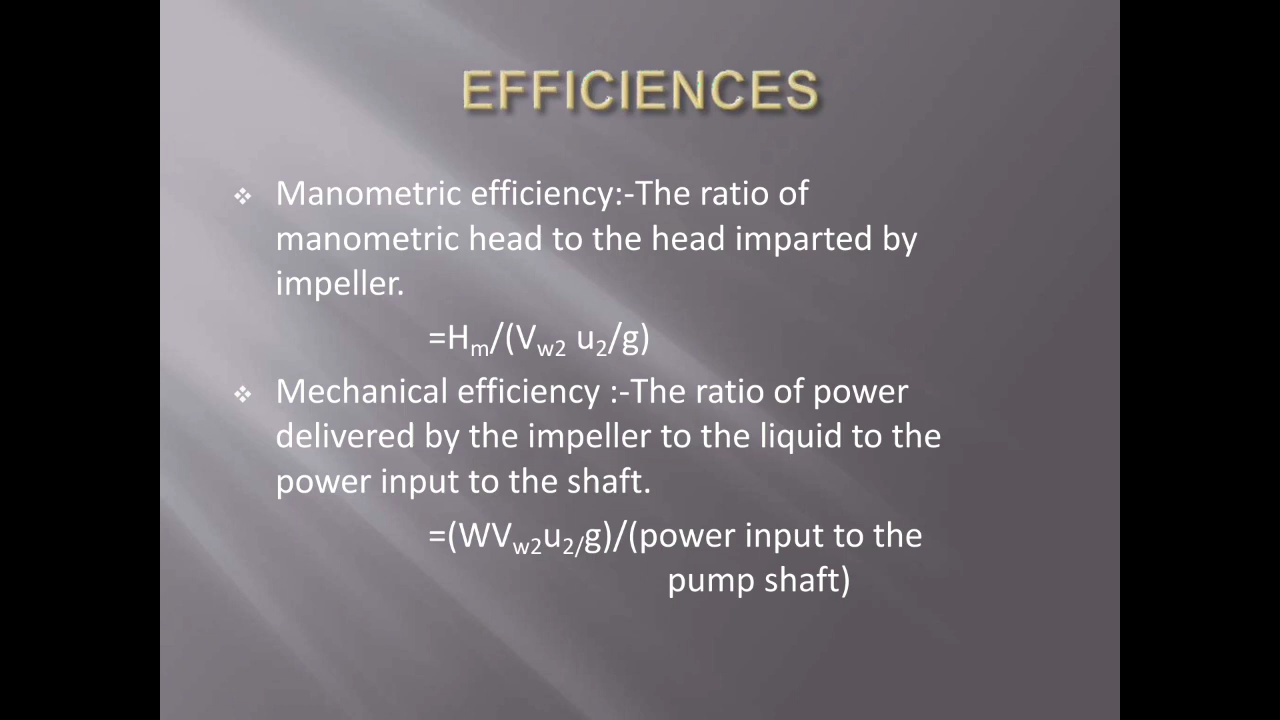 EFFICIENCES
❖ Manometric efficiency:-The ratio of
manometric head to the head imparted by
impeller.
=Hm/(Vw2 u2/g)
❖ Mechanical efficiency :-The ratio of power
delivered by the impeller to the liquid to the
power input to the shaft.
=(WVw2u2/g)/(power input to the
pump shaft)